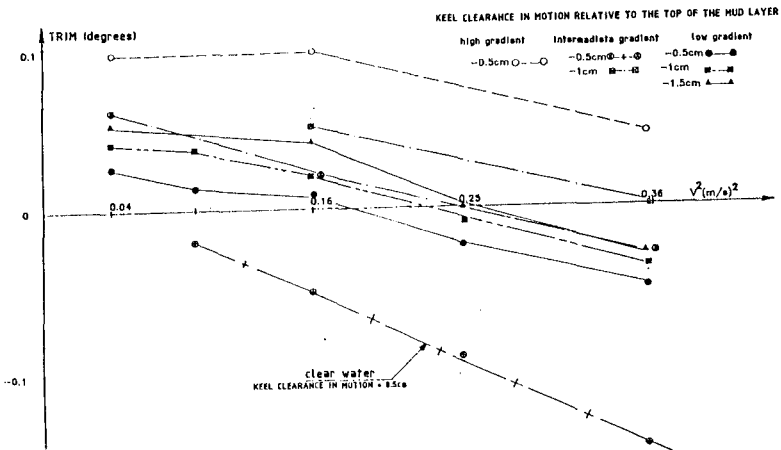 KEEL CLEARANCE IN MOTION RELATIVE TO THE TOP OF THE MUD LAYER
TRIM (degrees)
high gradient
intermediate gradient
low gradient
-0.5cm
-0.5cm
-0.5cm
-1cm
-1cm
-1.5cm
0.1
0
0.04
0.16
0.25
0.36
V²(m/s)²
-0.1
clear water
KEEL CLEARANCE IN MOTION = 8.5cm